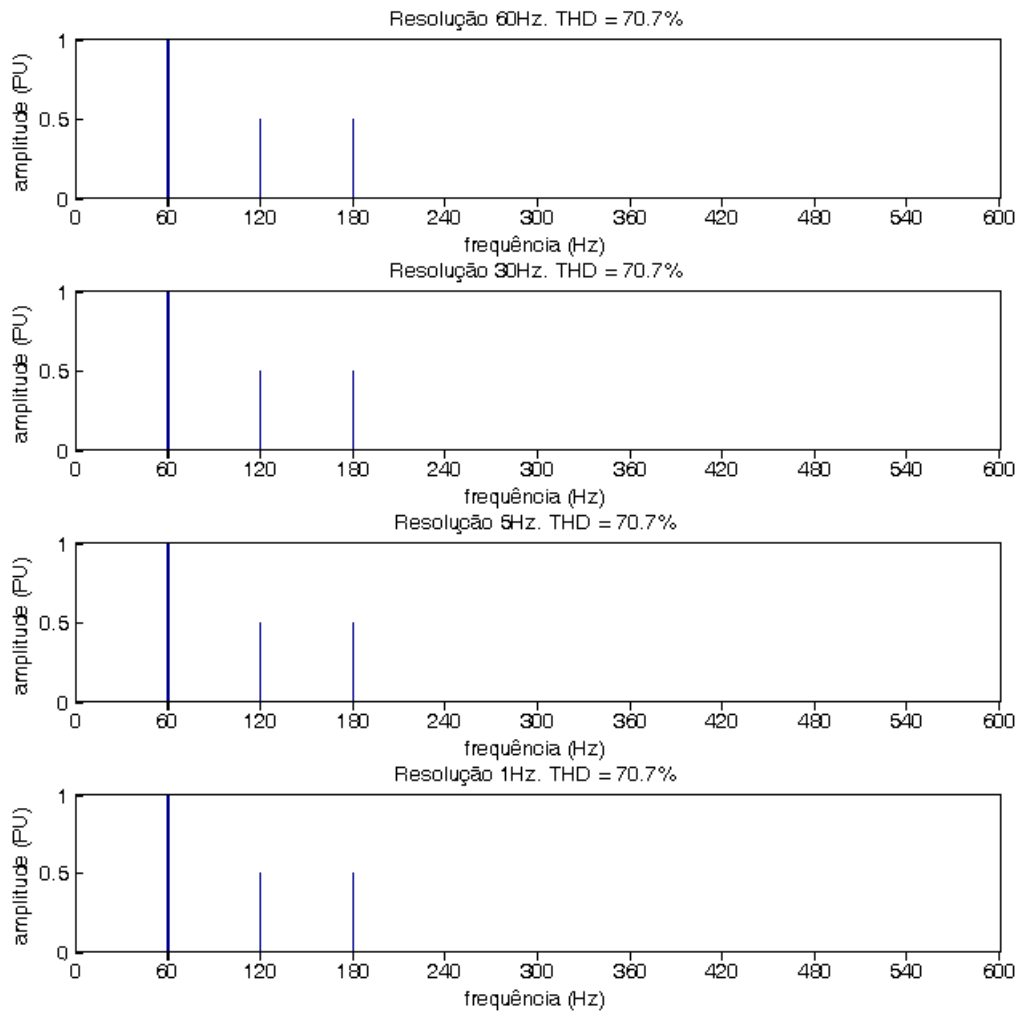 Resolução 60Hz. THD = 70.7%
amplitude (PU)
1
0.5
0
0 60 120 180 240 300 360 420 480 540 600
frequência (Hz)
Resolução 30Hz. THD = 70.7%
amplitude (PU)
1
0.5
0
0 60 120 180 240 300 360 420 480 540 600
frequência (Hz)
Resolução 5Hz. THD = 70.7%
amplitude (PU)
1
0.5
0
0 60 120 180 240 300 360 420 480 540 600
frequência (Hz)
Resolução 1Hz. THD = 70.7%
amplitude (PU)
1
0.5
0
0 60 120 180 240 300 360 420 480 540 600
frequência (Hz)